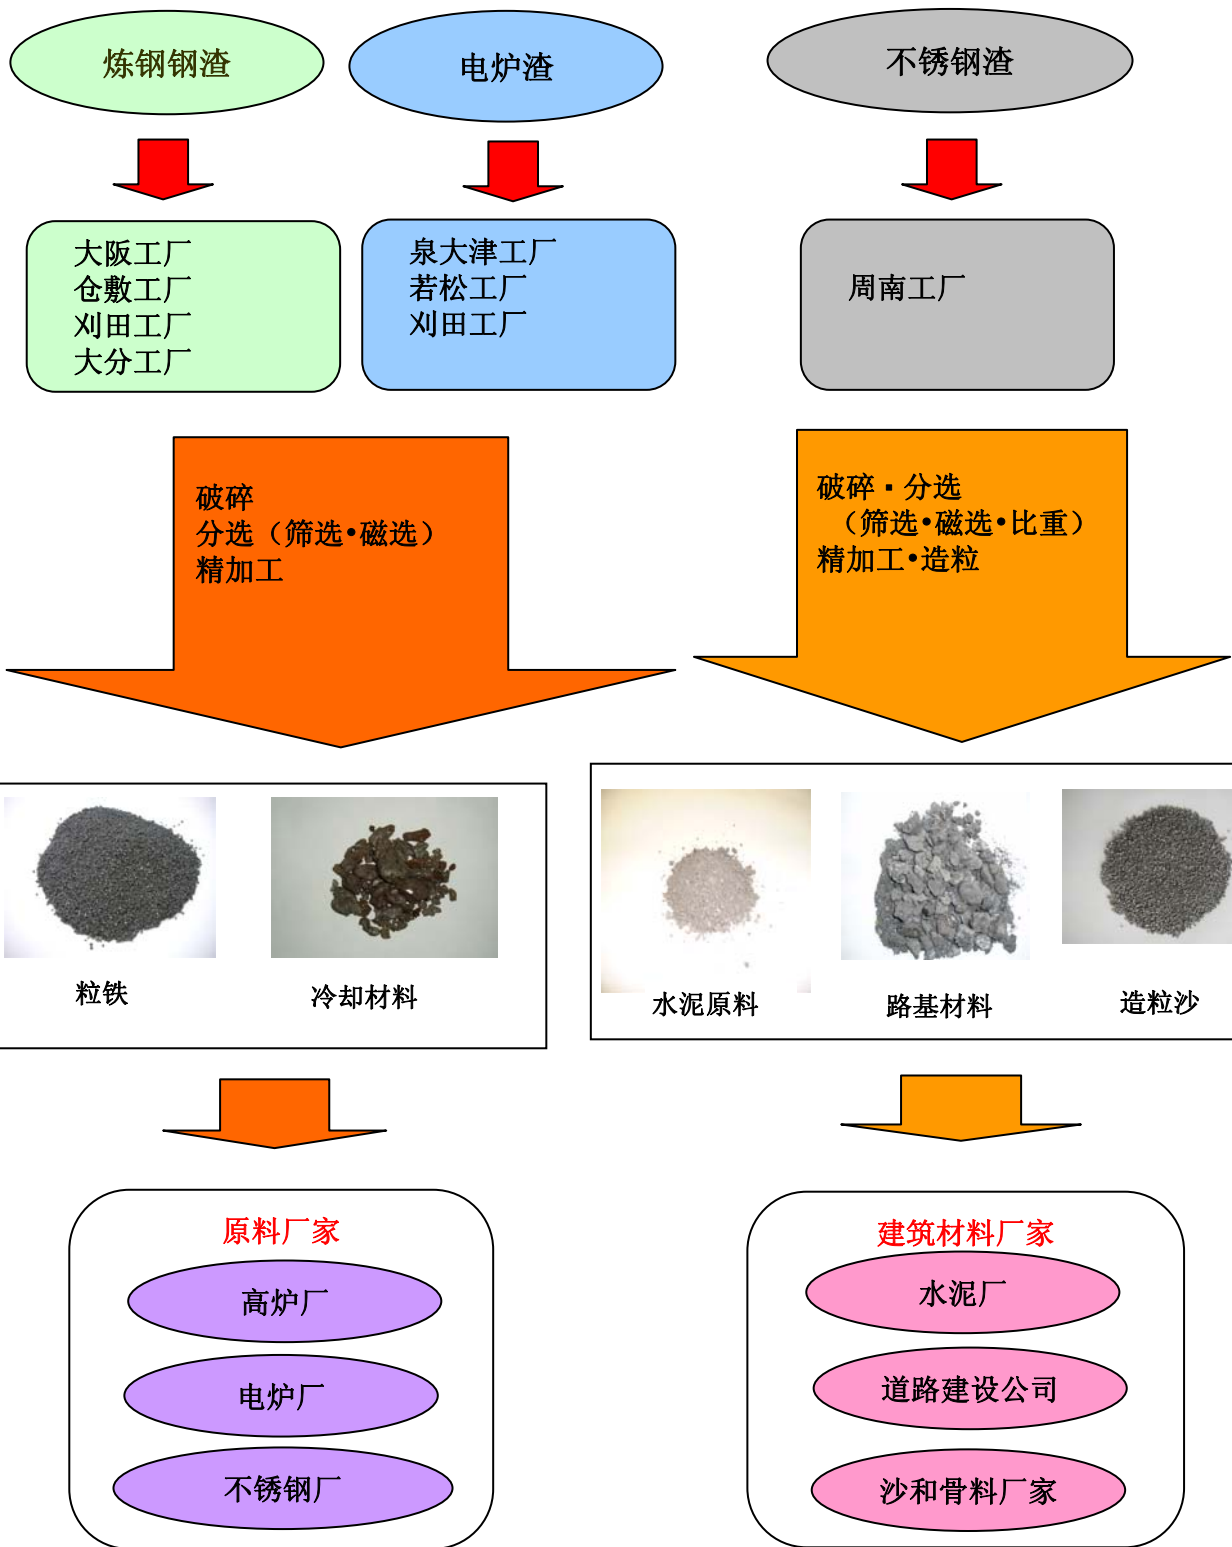 炼钢钢渣
电炉渣
不锈钢渣
大阪工厂
仓敷工厂
刈田工厂
大分工厂
泉大津工厂
若松工厂
刈田工厂
周南工厂
破碎
分选（筛选•磁选）
精加工
破碎▪分选
（筛选•磁选•比重）
精加工•造粒
粒铁
冷却材料
水泥原料
路基材料
造粒沙
原料厂家
高炉厂
电炉厂
不锈钢厂
建筑材料厂家
水泥厂
道路建设公司
沙和骨料厂家